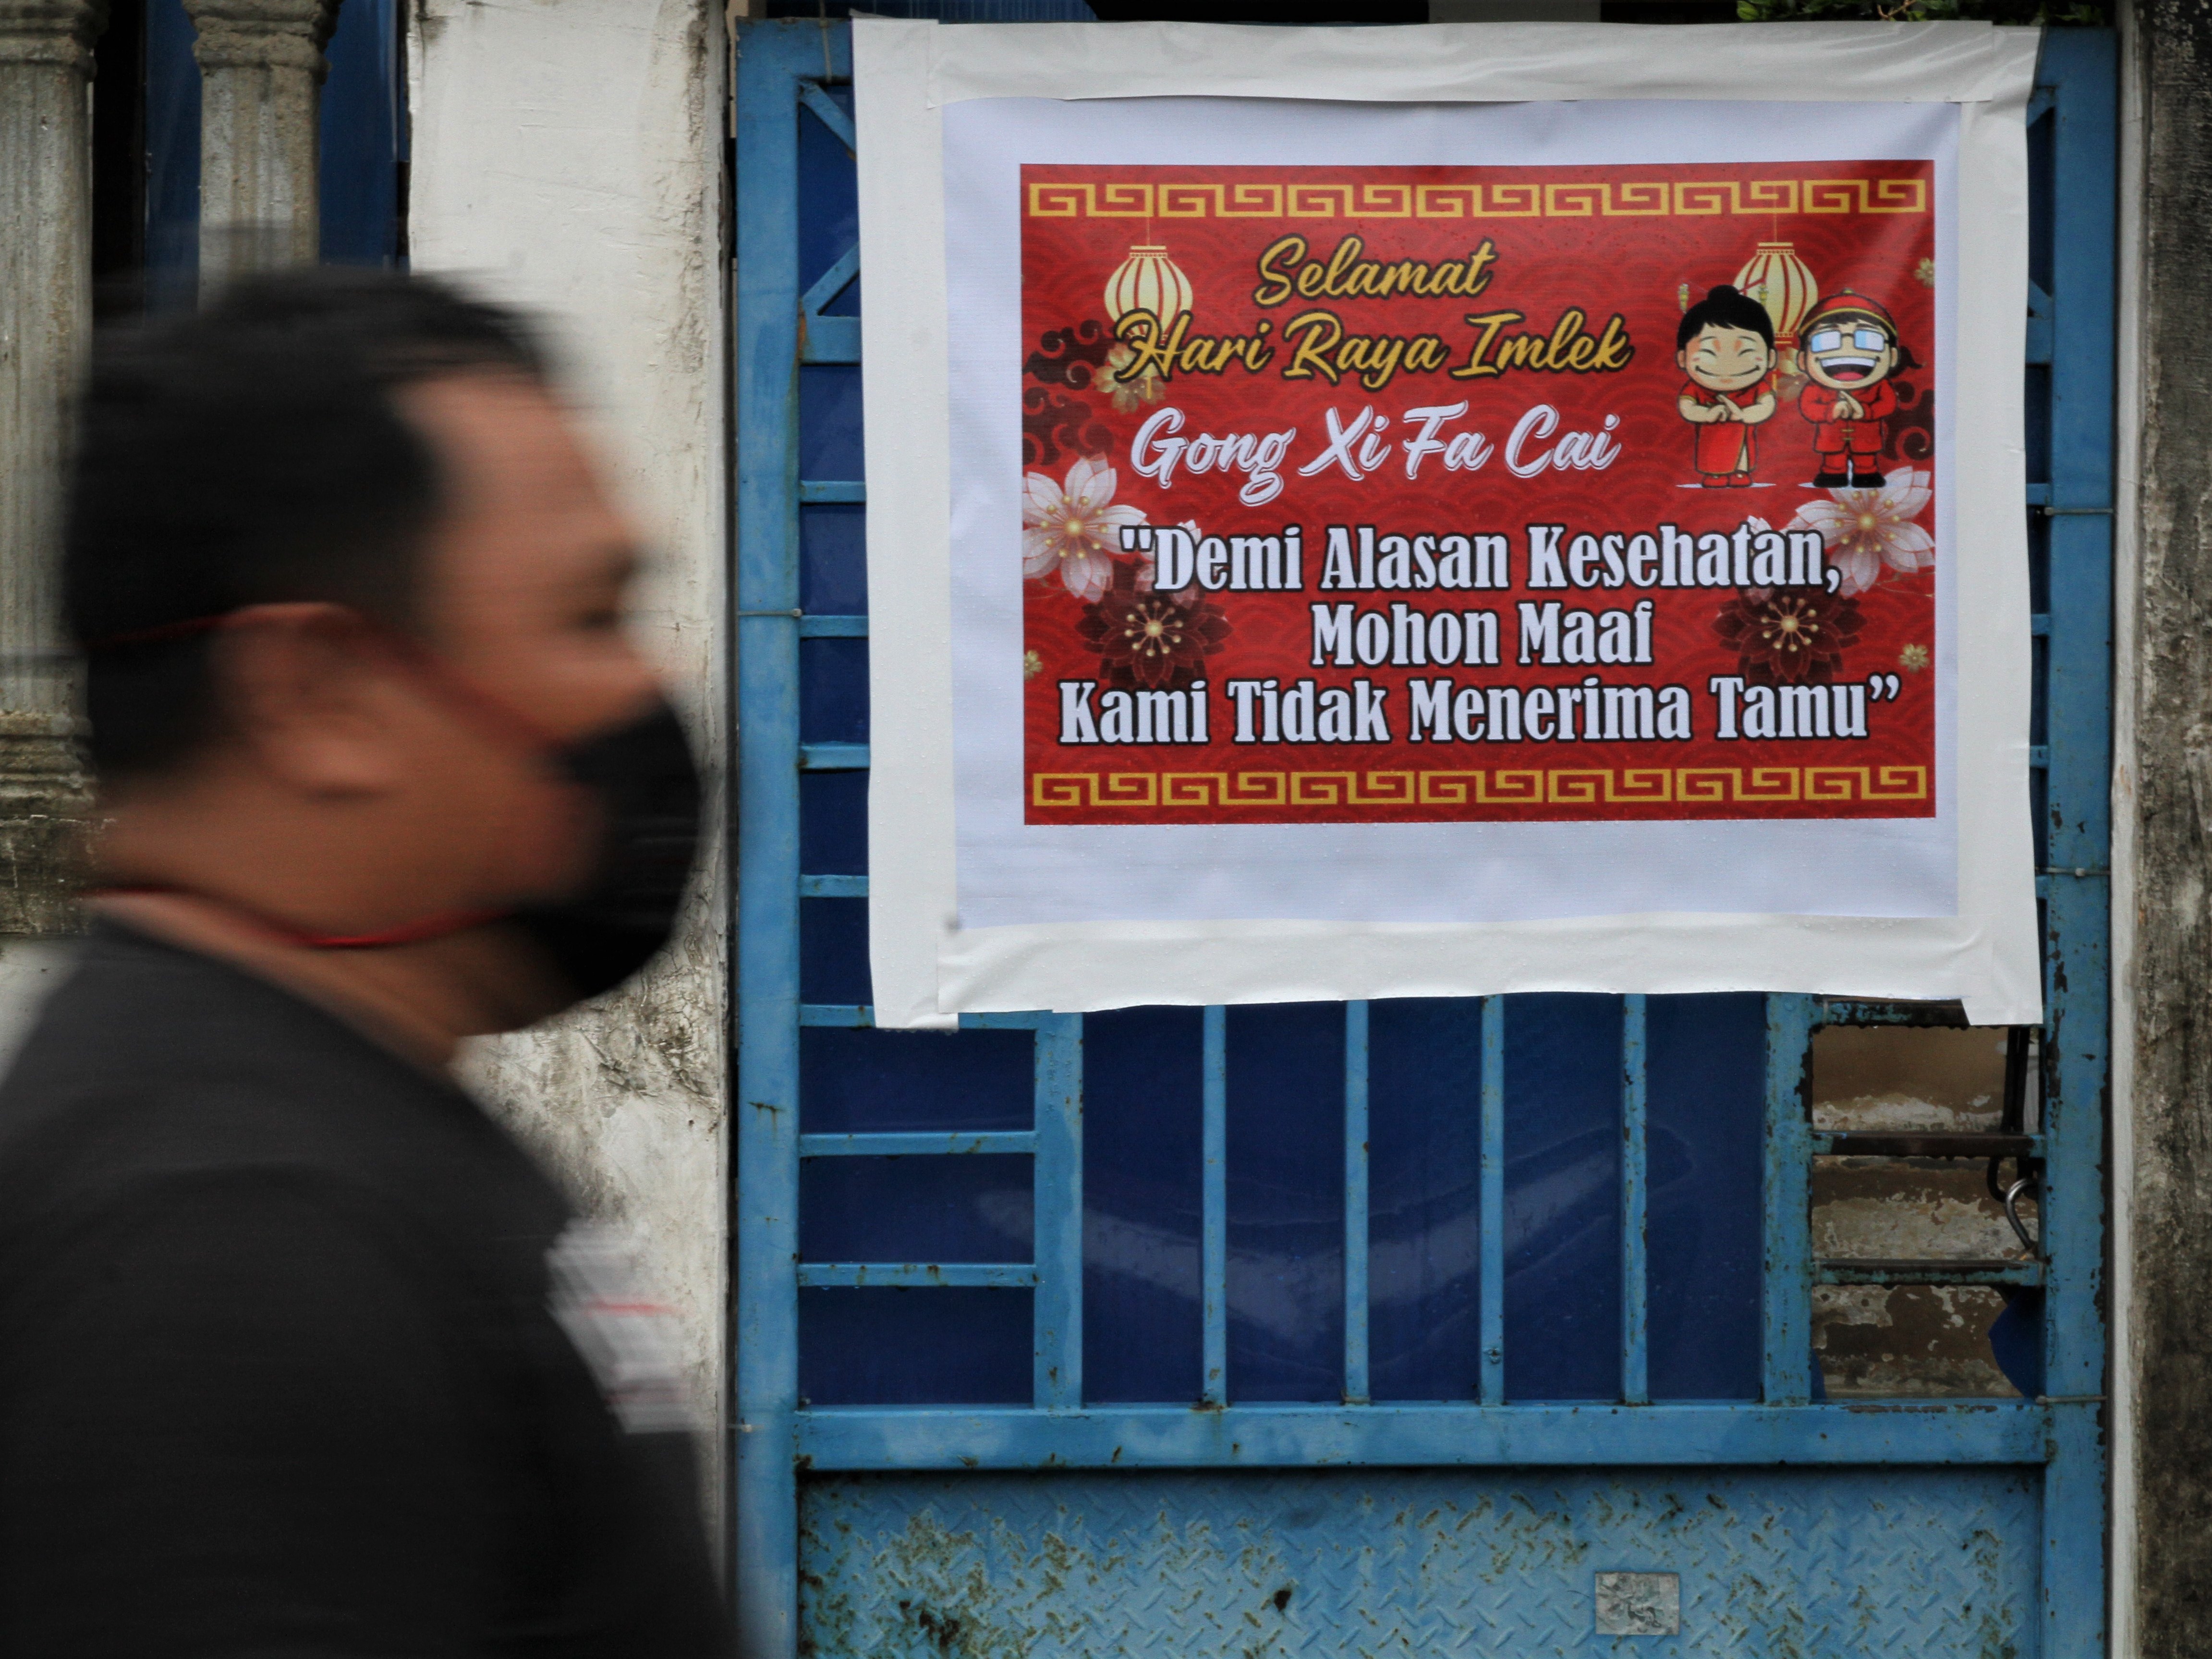 Selamat
Hari Raya Imlek
Gong Xi Fa Cai
"Demi Alasan Kesehatan,
Mohon Maaf
Kami Tidak Menerima Tamu”